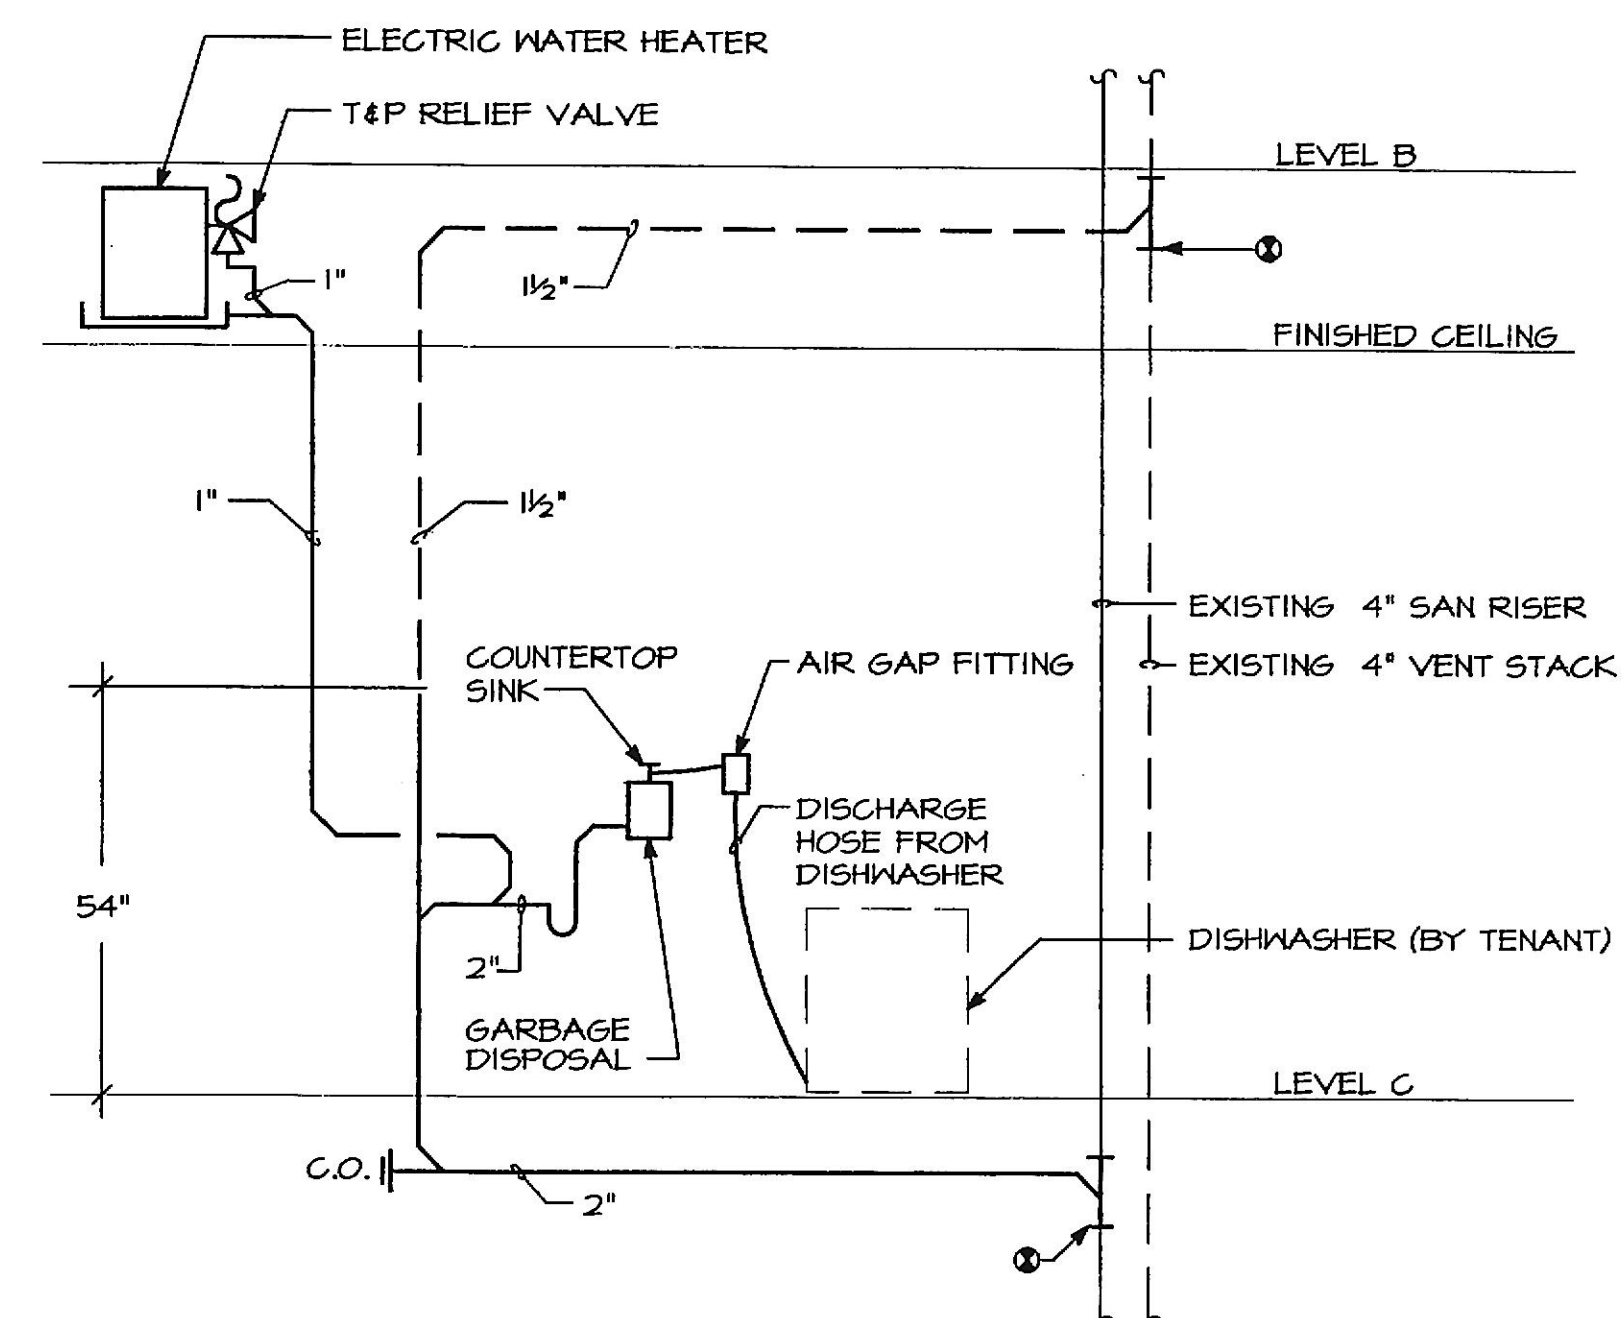 ELECTRIC WATER HEATER
T&P RELIEF VALVE
LEVEL B
1"
1½"
FINISHED CEILING
1"
1½"
EXISTING 4" SAN RISER
COUNTERTOP
SINK
AIR GAP FITTING
EXISTING 4" VENT STACK
DISCHARGE
HOSE FROM
DISHWASHER
54"
2"
DISHWASHER (BY TENANT)
GARBAGE
DISPOSAL
LEVEL C
C.O.
2"